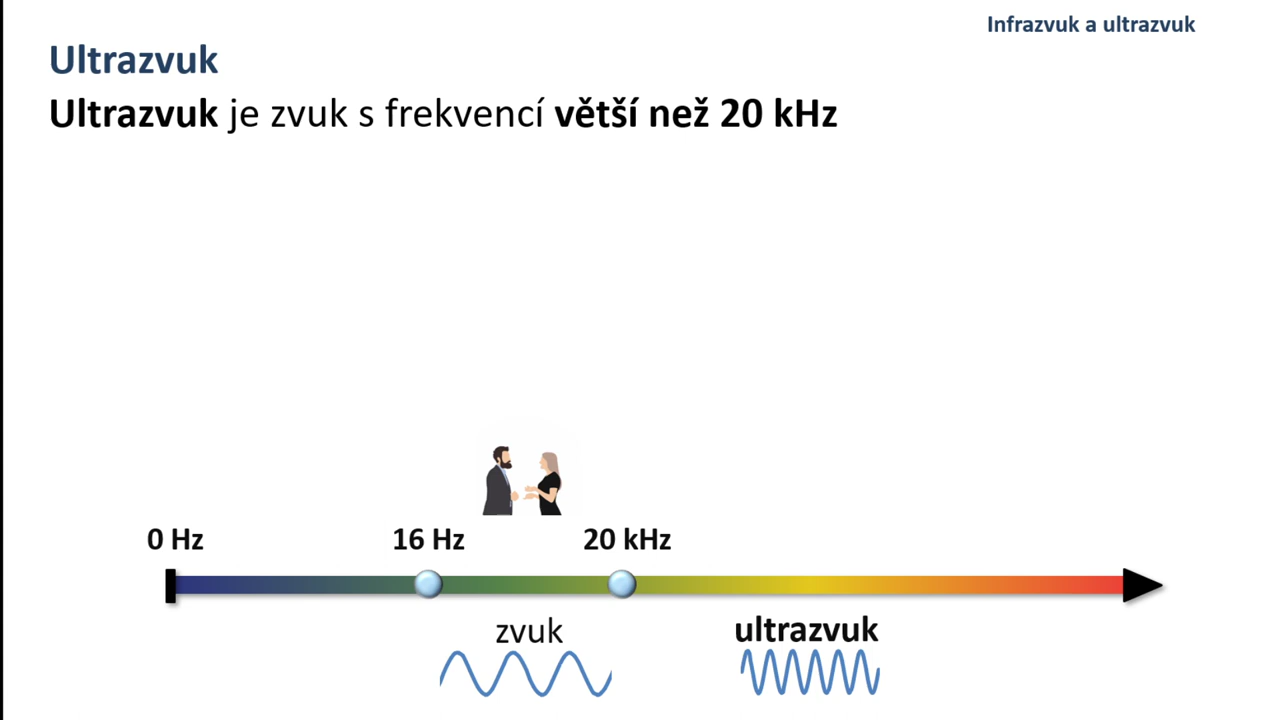 Infrazvuk a ultrazvuk
Ultrazvuk
Ultrazvuk je zvuk s frekvencí větší než 20 kHz
0 Hz 16 Hz 20 kHz
zvuk ultrazvuk